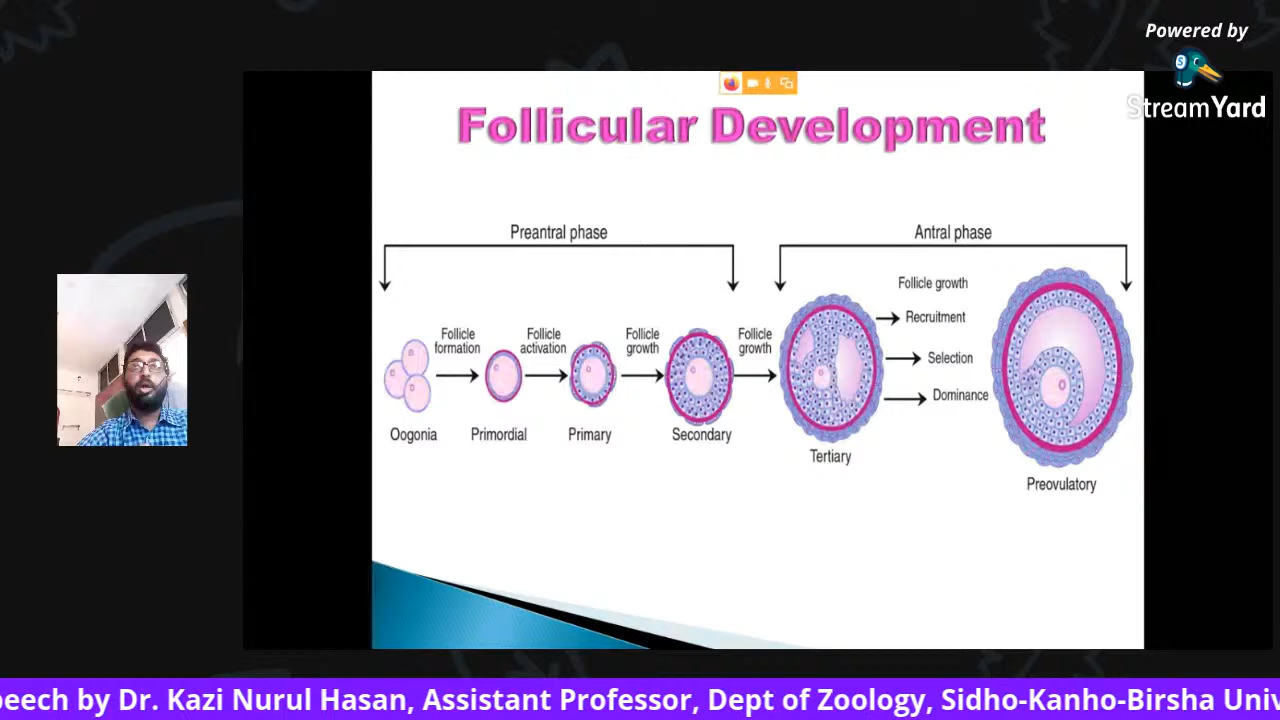 Powered by
StreamYard
Follicular Development
Preantral phase
Antral phase
Follicle growth
Recruitment
Selection
Dominance
Follicle formation
Follicle activation
Follicle growth
Follicle growth
Oogonia
Primordial
Primary
Secondary
Tertiary
Preovulatory
peech by Dr. Kazi Nurul Hasan, Assistant Professor, Dept of Zoology, Sidho-Kanho-Birsha Univ